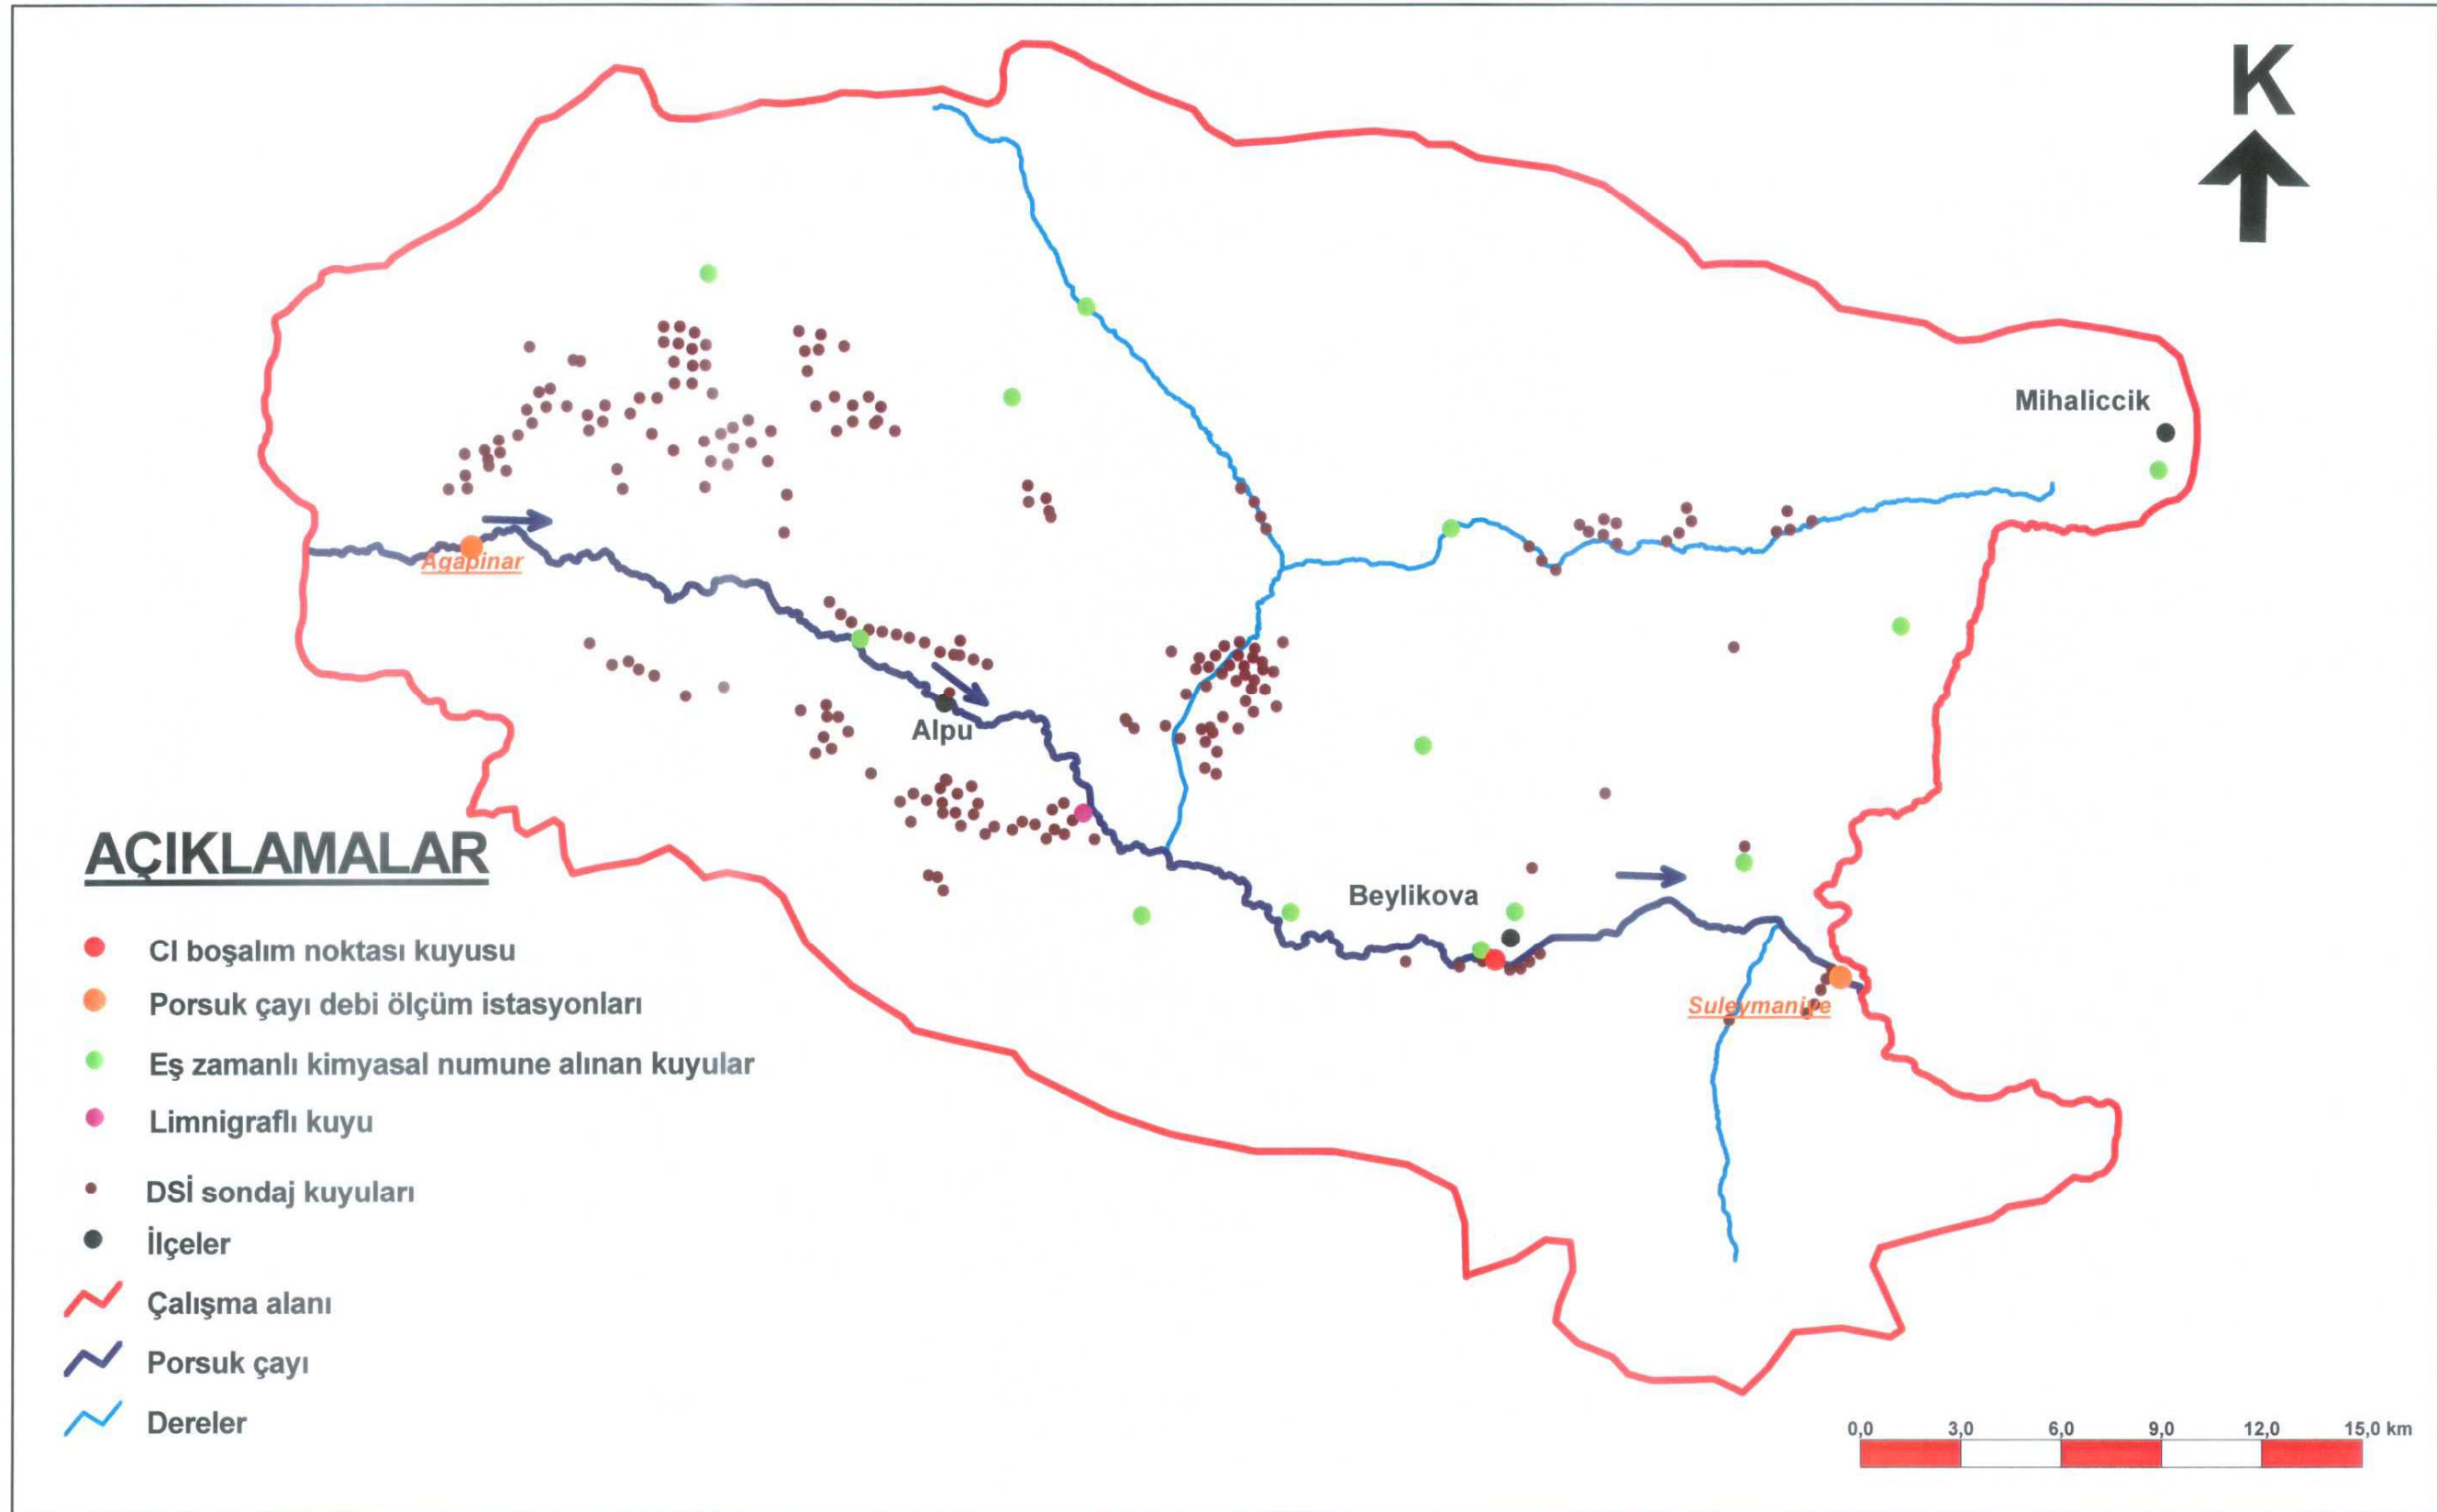 K
Mihaliccik
Agapinar
Alpu
AÇIKLAMALAR
Beylikova
Cl boşalım noktası kuyusu
Porsuk çayı debi ölçüm istasyonları
Suleymaniye
Eş zamanlı kimyasal numune alınan kuyular
Limnigraflı kuyu
DSİ sondaj kuyuları
İlçeler
Çalışma alanı
Porsuk çayı
Dereler
0,0 3,0 6,0 9,0 12,0 15,0 km